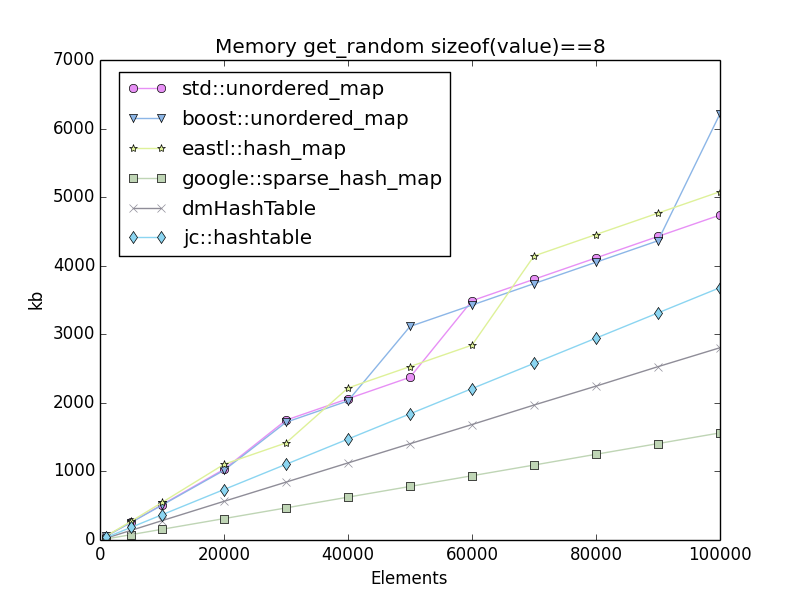 Memory get_random sizeof(value)==8
7000
6000
5000
4000
3000
2000
1000
0
kb
std::unordered_map
boost::unordered_map
eastl::hash_map
google::sparse_hash_map
dmHashTable
jc::hashtable
0 20000 40000 60000 80000 100000
Elements